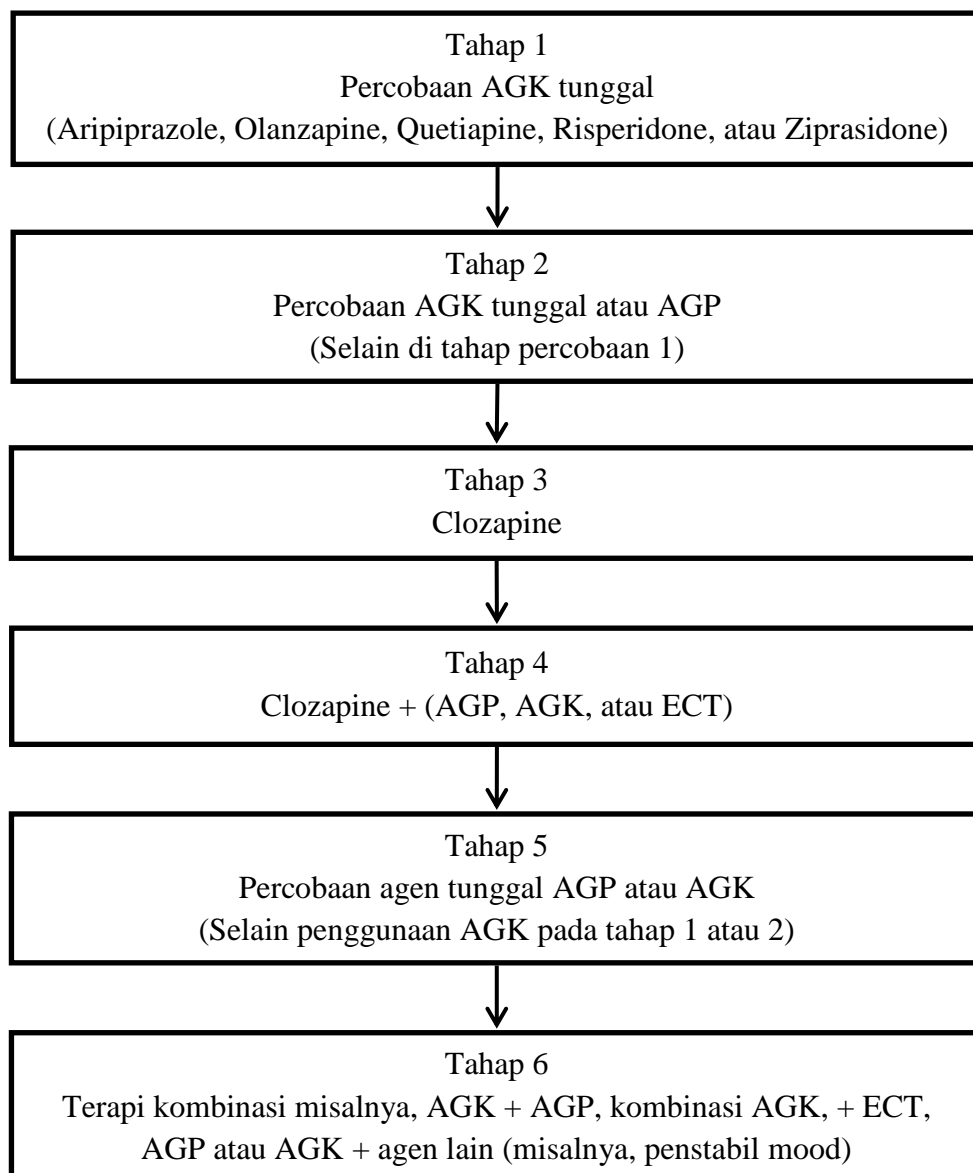 Tahap 1
Percobaan AGK tunggal
(Aripiprazole, Olanzapine, Quetiapine, Risperidone, atau Ziprasidone)
Tahap 2
Percobaan AGK tunggal atau AGP
(Selain di tahap percobaan 1)
Tahap 3
Clozapine
Tahap 4
Clozapine + (AGP, AGK, atau ECT)
Tahap 5
Percobaan agen tunggal AGP atau AGK
(Selain penggunaan AGK pada tahap 1 atau 2)
Tahap 6
Terapi kombinasi misalnya, AGK + AGP, kombinasi AGK, + ECT,
AGP atau AGK + agen lain (misalnya, penstabil mood)